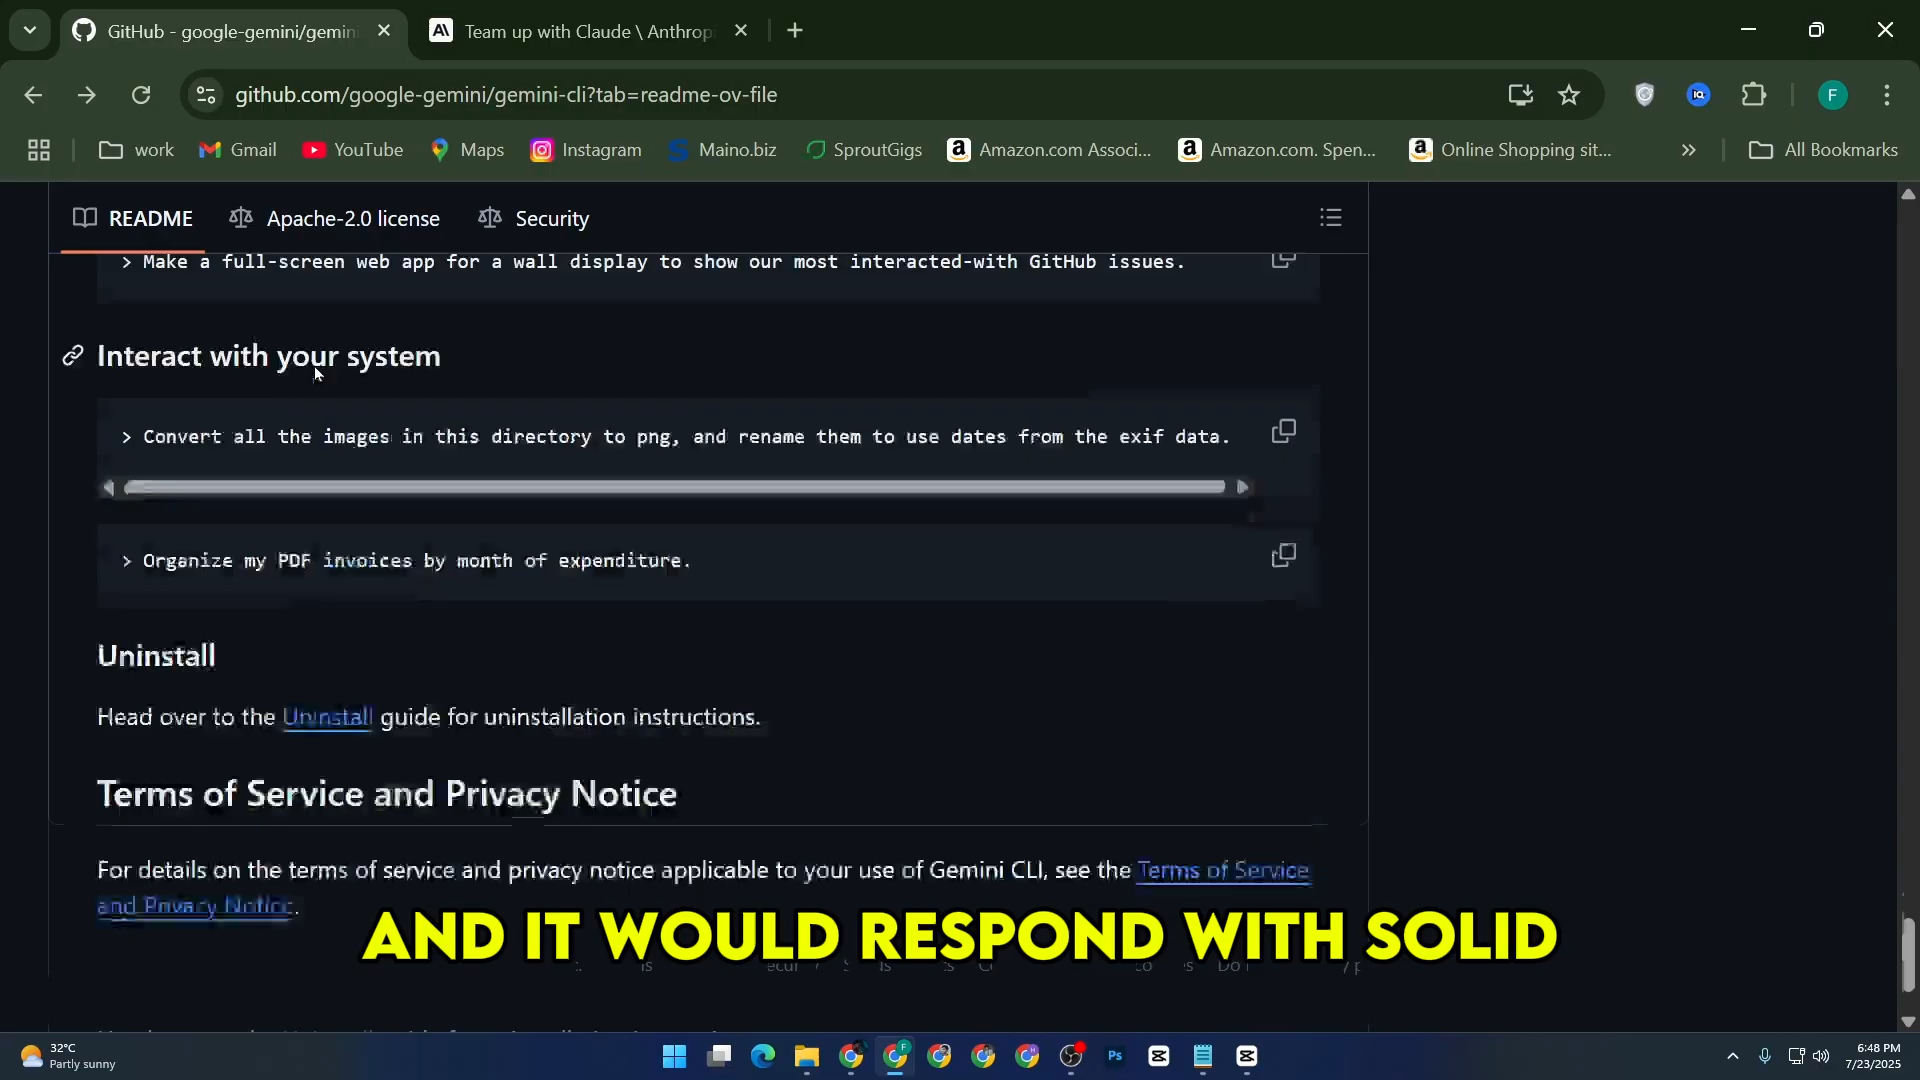 GitHub - google-gemini/gemin
Team up with Claude \ Anthrop
github.com/google-gemini/gemini-cli?tab=readme-ov-file
F
work
Gmail
YouTube
Maps
Instagram
Maino.biz
SproutGigs
Amazon.com Associ...
Amazon.com. Spen...
Online Shopping sit...
All Bookmarks
README
Apache-2.0 license
Security
> Make a full-screen web app for a wall display to show our most interacted-with GitHub issues.
Interact with your system
> Convert all the images in this directory to png, and rename them to use dates from the exif data.
> Organize my PDF invoices by month of expenditure.
Uninstall
Head over to the Uninstall guide for uninstallation instructions.
Terms of Service and Privacy Notice
For details on the terms of service and privacy notice applicable to your use of Gemini CLI, see the Terms of Service
and Privacy Notice.
AND IT WOULD RESPOND WITH SOLID
32°C
Partly sunny
6:48 PM
7/23/2025